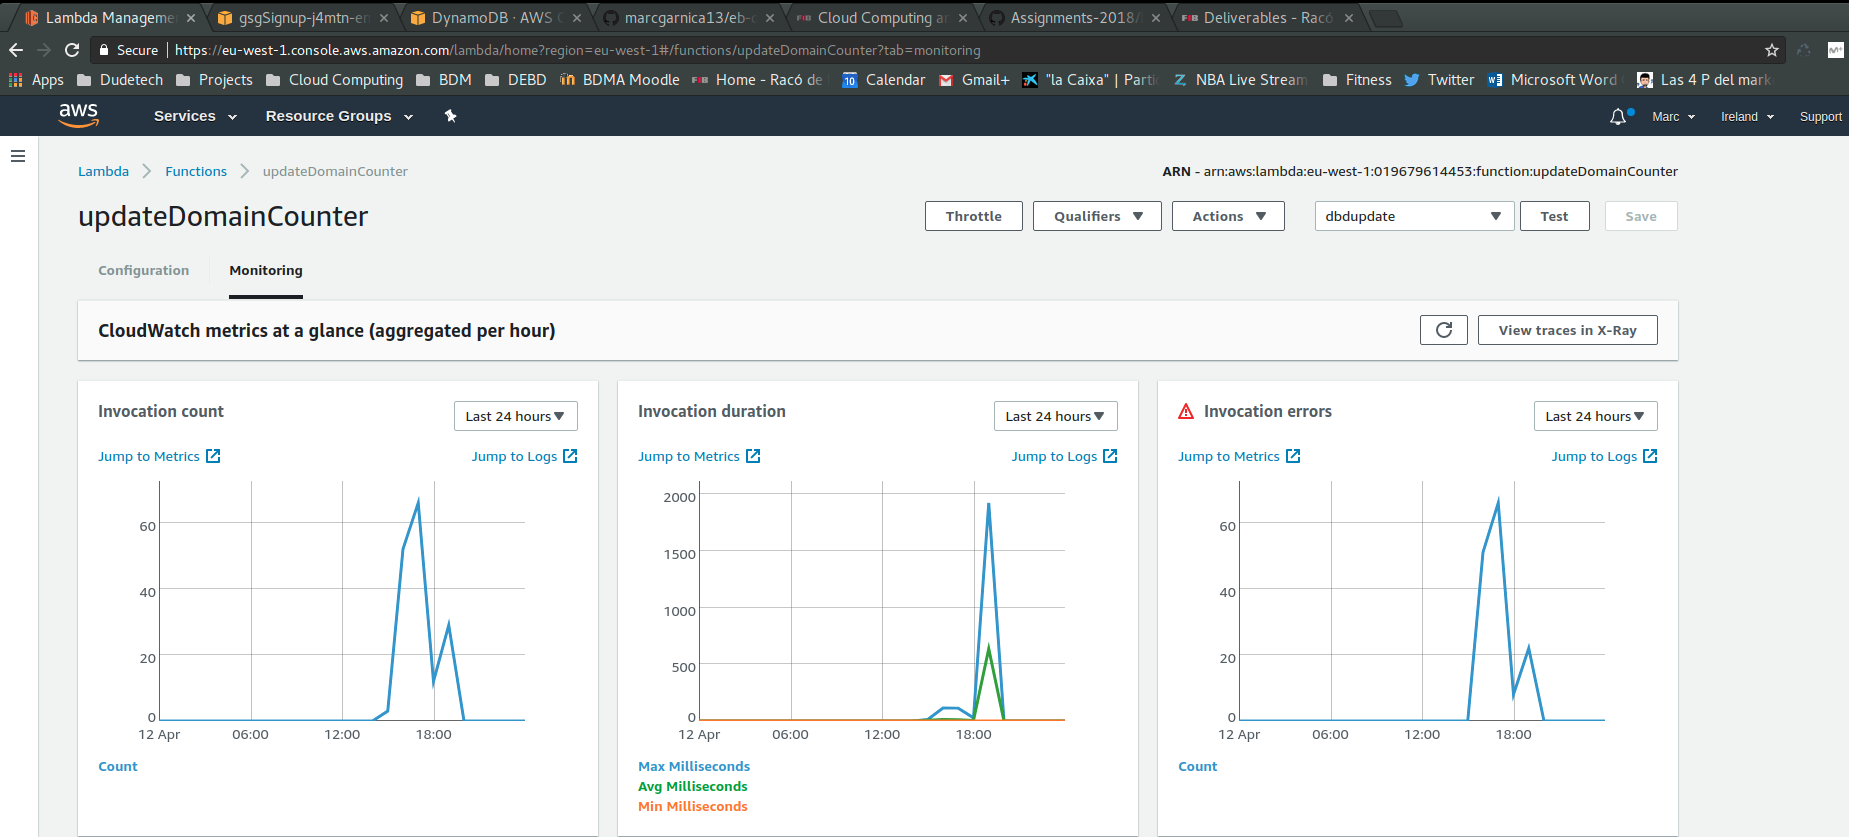 Lambda Manageme
gsgSignup-j4mtn-en
DynamoDB · AWS C
marcgarnica13/eb-c
Cloud Computing an
Assignments-2018/
Deliverables - Racó
Secure | https://eu-west-1.console.aws.amazon.com/lambda/home?region=eu-west-1#/functions/updateDomainCounter?tab=monitoring
Apps Dudetech Projects Cloud Computing BDM DEBD BDMA Moodle Home - Racó de Calendar Gmail+ "la Caixa" | Parti NBA Live Stream Fitness Twitter Microsoft Word Las 4 P del mark
aws Services Resource Groups Marc Ireland Support
Lambda Functions updateDomainCounter
ARN - arn:aws:lambda:eu-west-1:019679614453:function:updateDomainCounter
updateDomainCounter
Throttle Qualifiers Actions dbdupdate Test Save
Configuration Monitoring
CloudWatch metrics at a glance (aggregated per hour)
View traces in X-Ray
Invocation count
Last 24 hours
Jump to Metrics Jump to Logs
60
40
20
0
12 Apr 06:00 12:00 18:00
Count
Invocation duration
Last 24 hours
Jump to Metrics Jump to Logs
2000
1500
1000
500
0
12 Apr 06:00 12:00 18:00
Max Milliseconds
Avg Milliseconds
Min Milliseconds
Invocation errors
Last 24 hours
Jump to Metrics Jump to Logs
60
40
20
0
12 Apr 06:00 12:00 18:00
Count